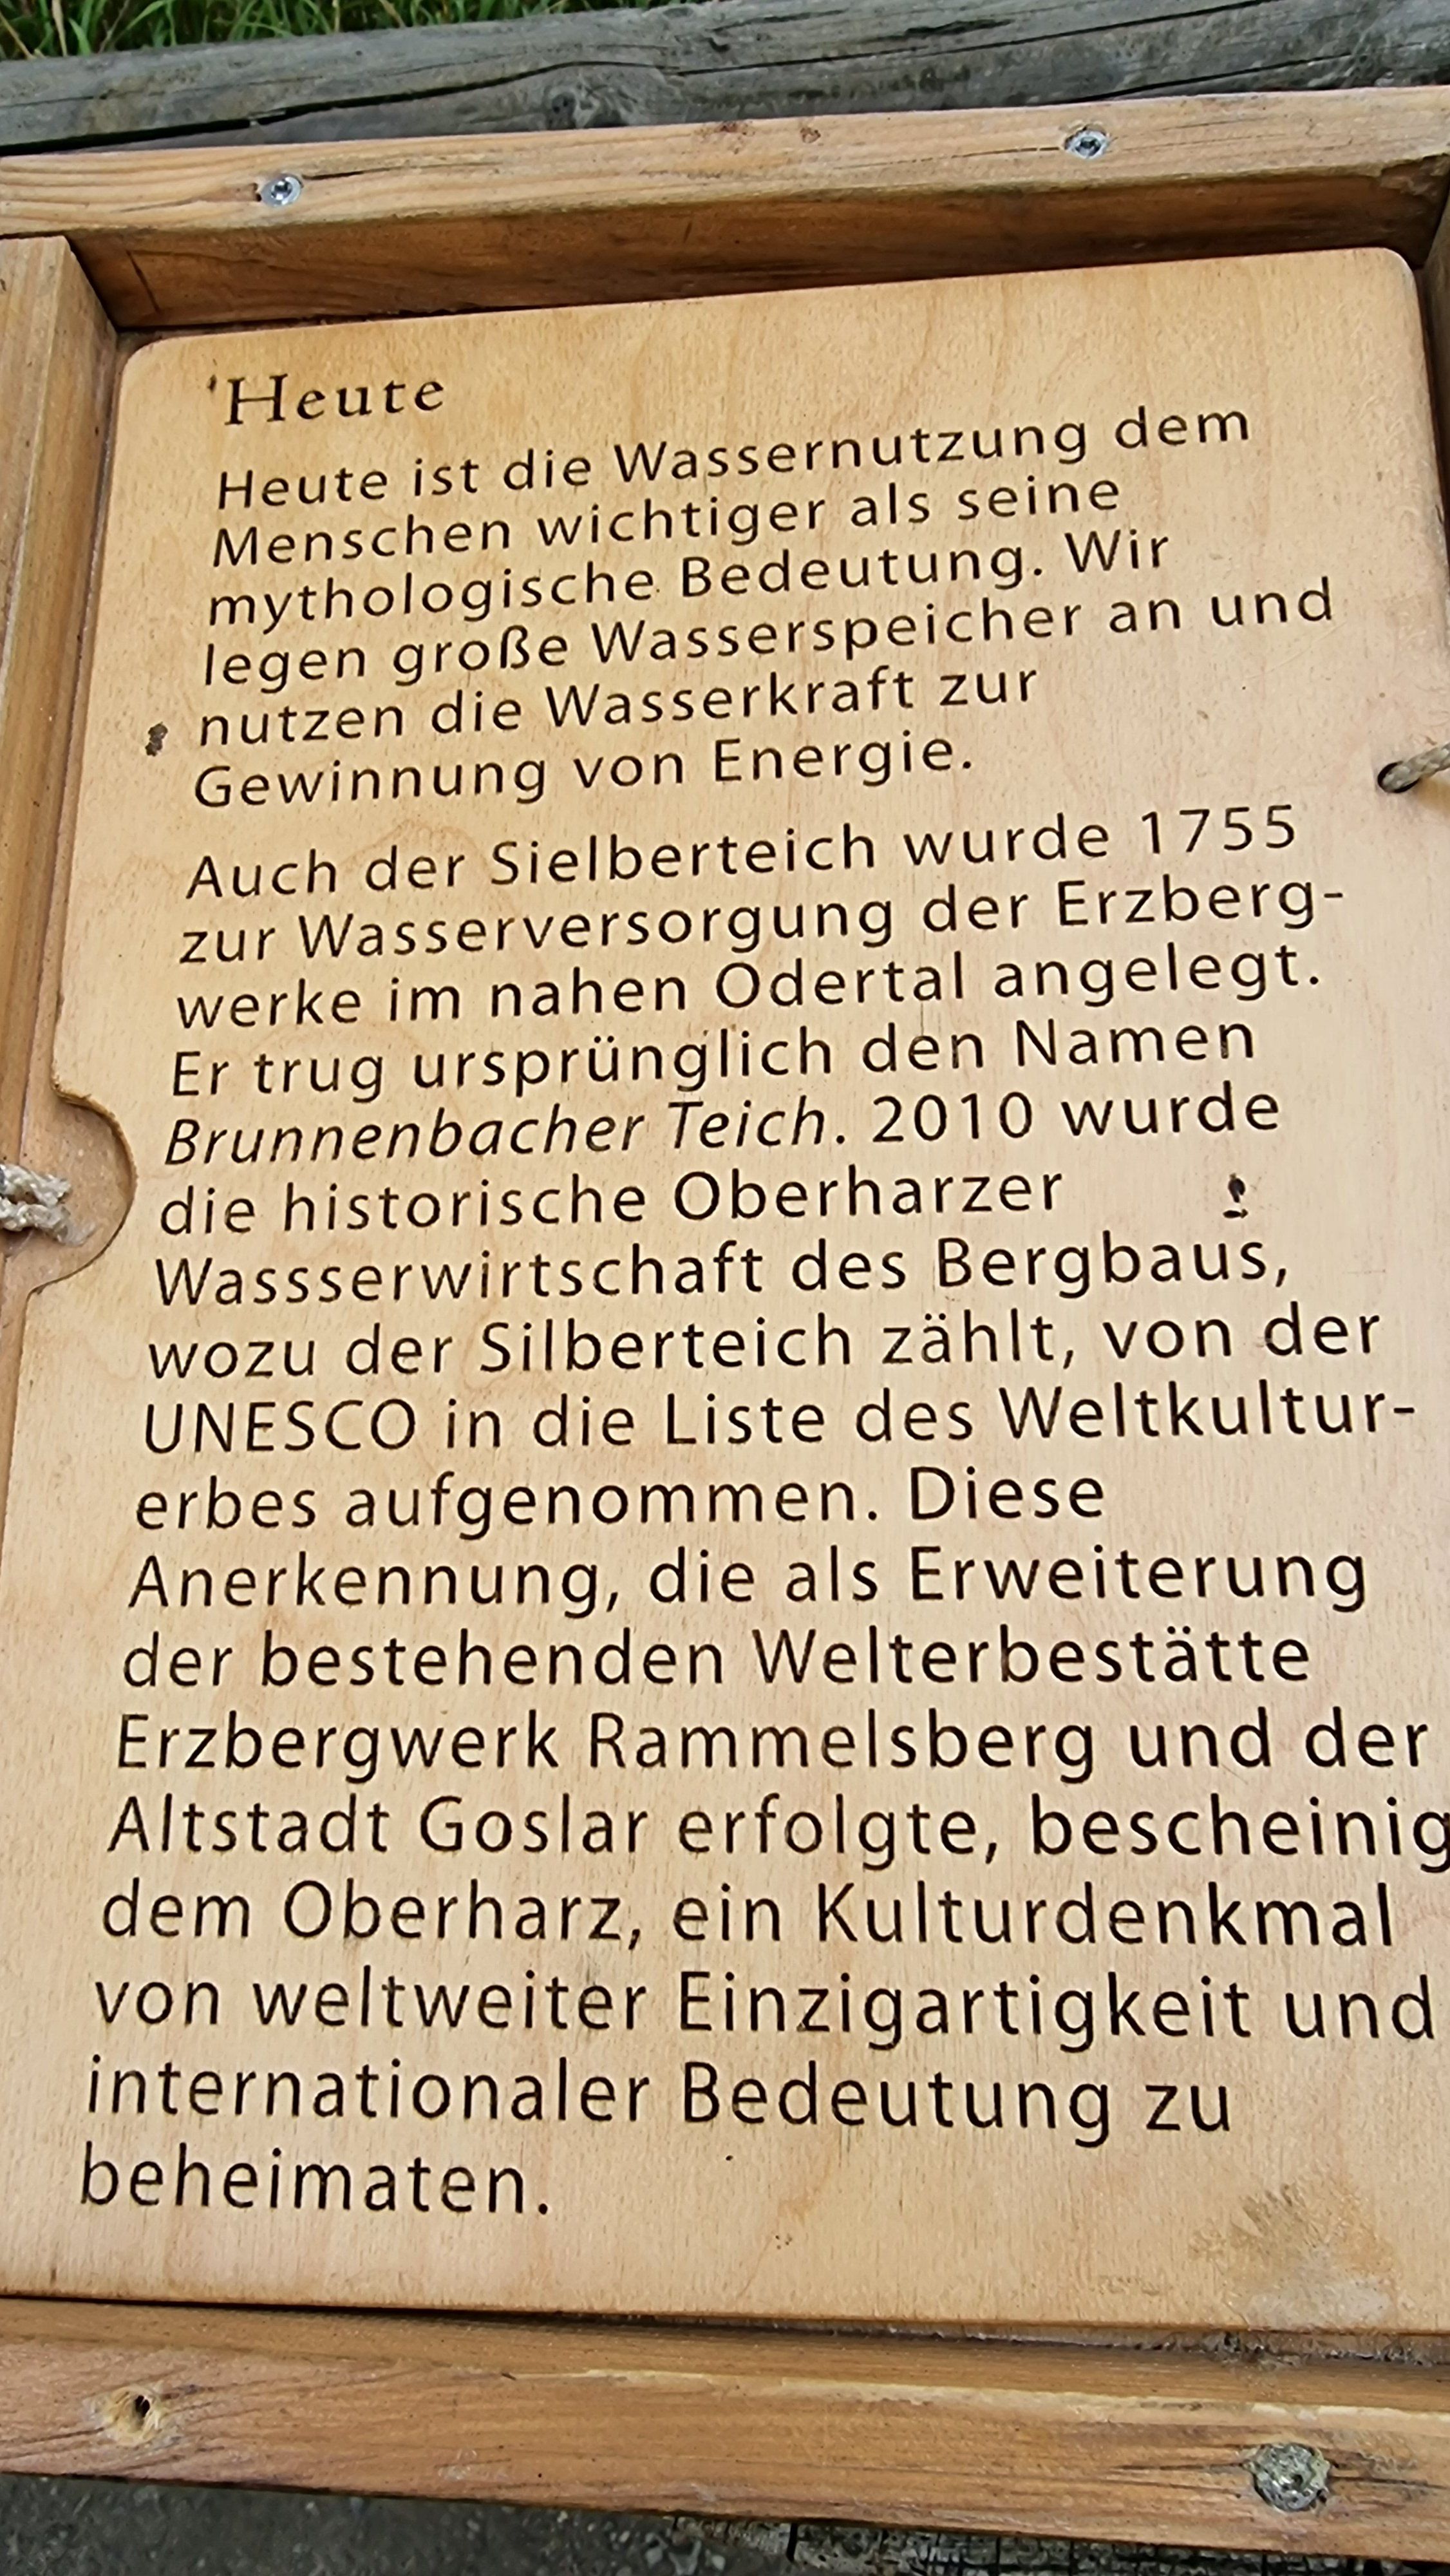 Heute
Heute ist die Wassernutzung dem
Menschen wichtiger als seine
mythologische Bedeutung. Wir
legen große Wasserspeicher an und
nutzen die Wasserkraft zur
Gewinnung von Energie.
Auch der Sielberteich wurde 1755
zur Wasserversorgung der Erzberg-
werke im nahen Odertal angelegt.
Er trug ursprünglich den Namen
Brunnenbacher Teich. 2010 wurde
die historische Oberharzer
Wassserwirtschaft des Bergbaus,
wozu der Silberteich zählt, von der
UNESCO in die Liste des Weltkultur-
erbes aufgenommen. Diese
Anerkennung, die als Erweiterung
der bestehenden Welterbestätte
Erzbergwerk Rammelsberg und der
Altstadt Goslar erfolgte, bescheinig
dem Oberharz, ein Kulturdenkmal
von weltweiter Einzigartigkeit und
internationaler Bedeutung zu
beheimaten.